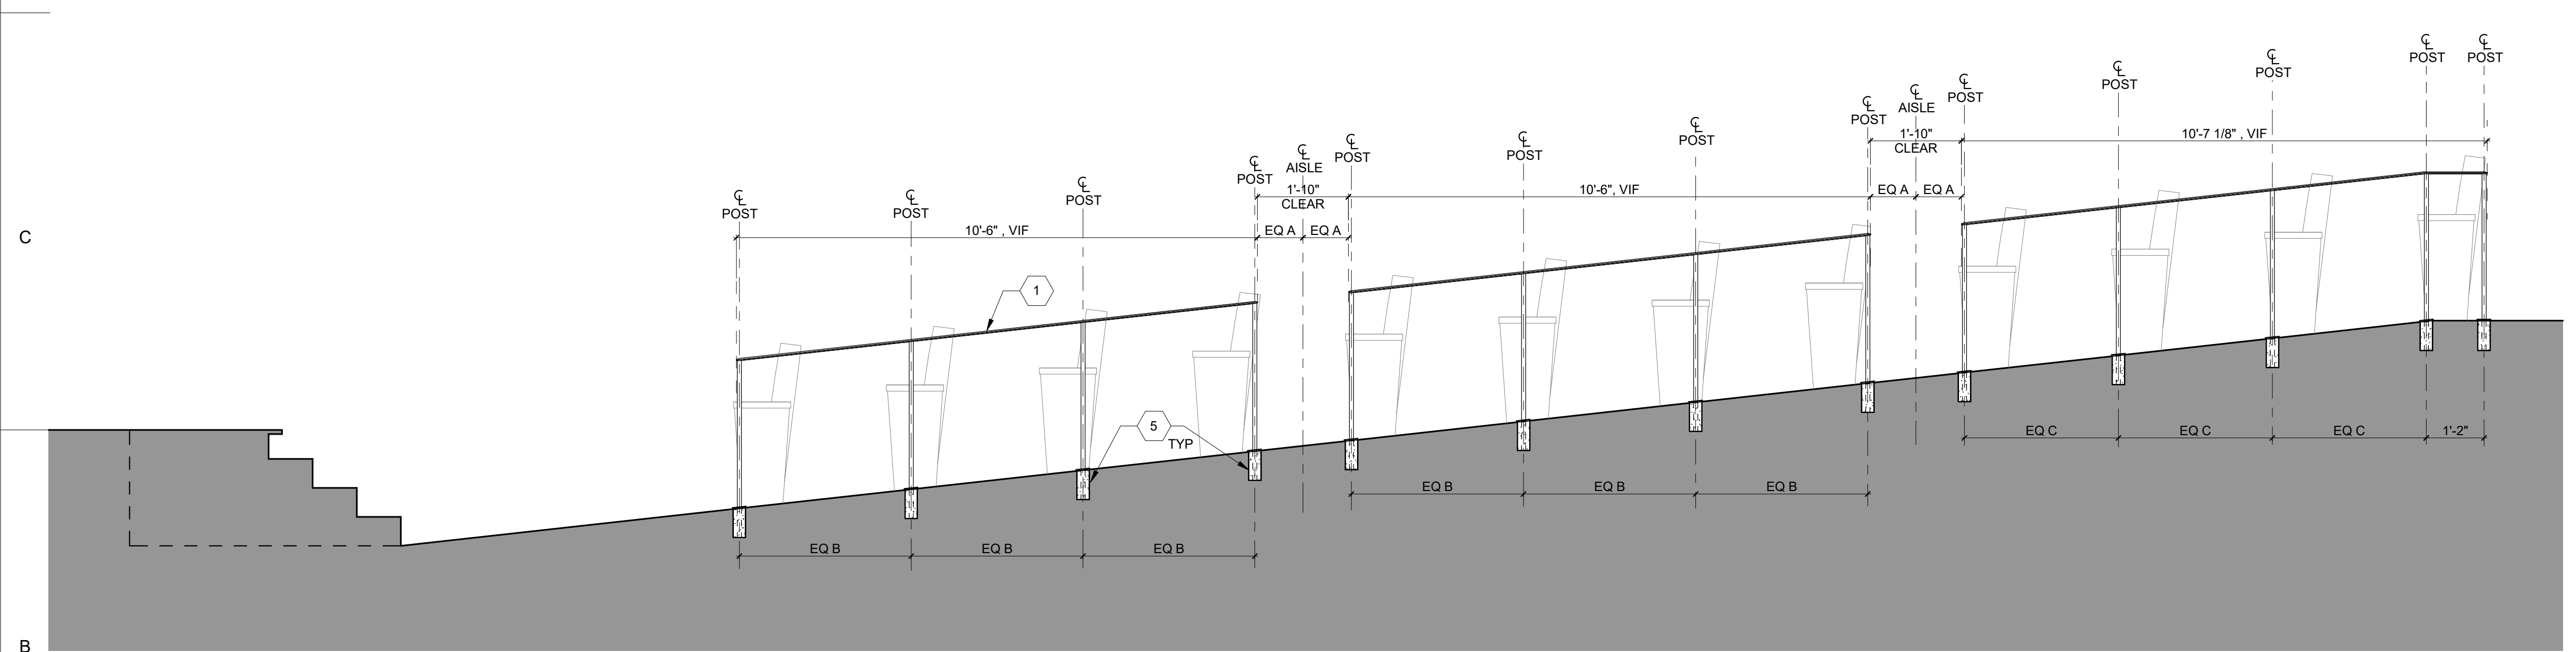 ℄
POST
℄
POST
℄
POST
℄
POST
℄
AISLE
℄
POST
℄
POST
℄
POST
℄
POST
℄
AISLE
℄
POST
℄
POST
℄
POST
℄
POST
℄
POST
10'-6" , VIF
1'-10"
CLEAR
EQ A
EQ A
10'-6", VIF
1'-10"
CLEAR
EQ A
EQ A
10'-7 1/8" , VIF
C
1
5
TYP
EQ B
EQ B
EQ B
EQ B
EQ B
EQ B
EQ C
EQ C
EQ C
1'-2"
B